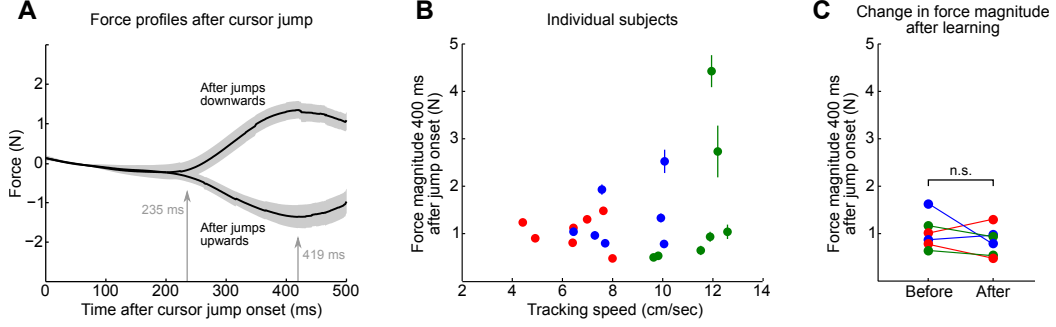 A
Force profiles after cursor jump
Force (N)
2
1
0
−1
−2
After jumps
downwards
After jumps
upwards
235 ms
419 ms
0
100
200
300
400
500
Time after cursor jump onset (ms)
B
Individual subjects
Force magnitude 400 ms
after jump onset (N)
5
4
3
2
1
2
4
6
8
10
12
14
Tracking speed (cm/sec)
C
Change in force magnitude
after learning
Force magnitude 400 ms
after jump onset (N)
5
4
3
2
1
n.s.
Before
After